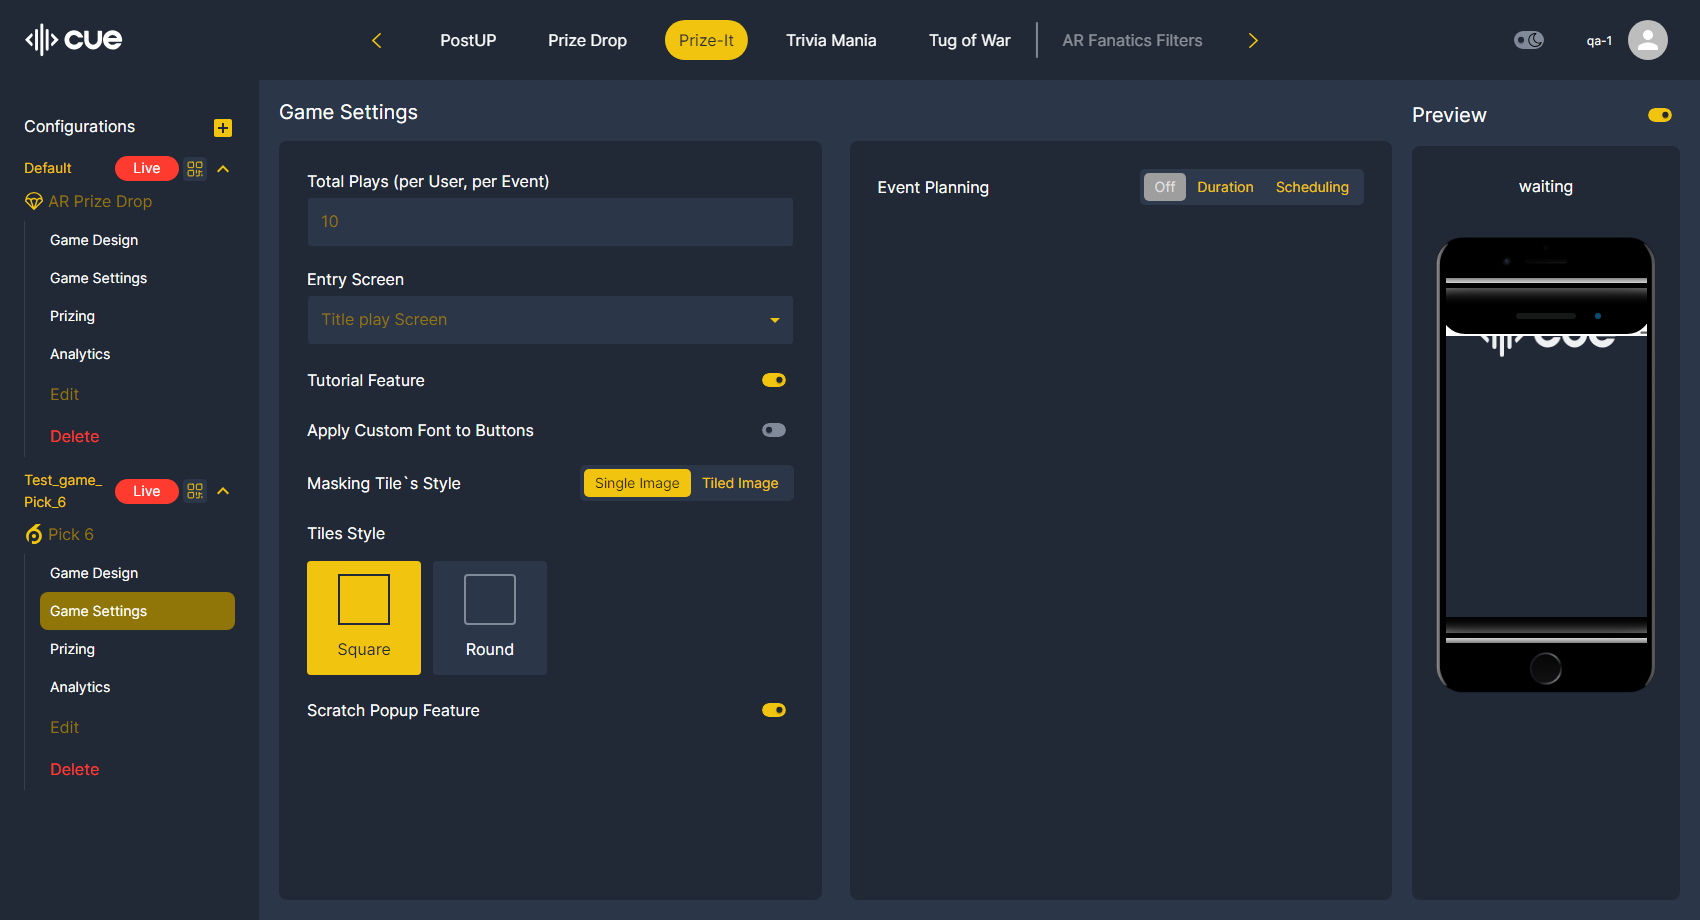 cue
PostUP
Prize Drop
Prize-It
Trivia Mania
Tug of War
AR Fanatics Filters
qa-1
Configurations
Default
Live
AR Prize Drop
Game Design
Game Settings
Prizing
Analytics
Edit
Delete
Test_game_
Pick_6
Live
Pick 6
Game Design
Game Settings
Prizing
Analytics
Edit
Delete
Game Settings
Total Plays (per User, per Event)
10
Entry Screen
Title play Screen
Tutorial Feature
Apply Custom Font to Buttons
Masking Tile`s Style
Single Image
Tiled Image
Tiles Style
Square
Round
Scratch Popup Feature
Event Planning
Off
Duration
Scheduling
Preview
waiting
cue